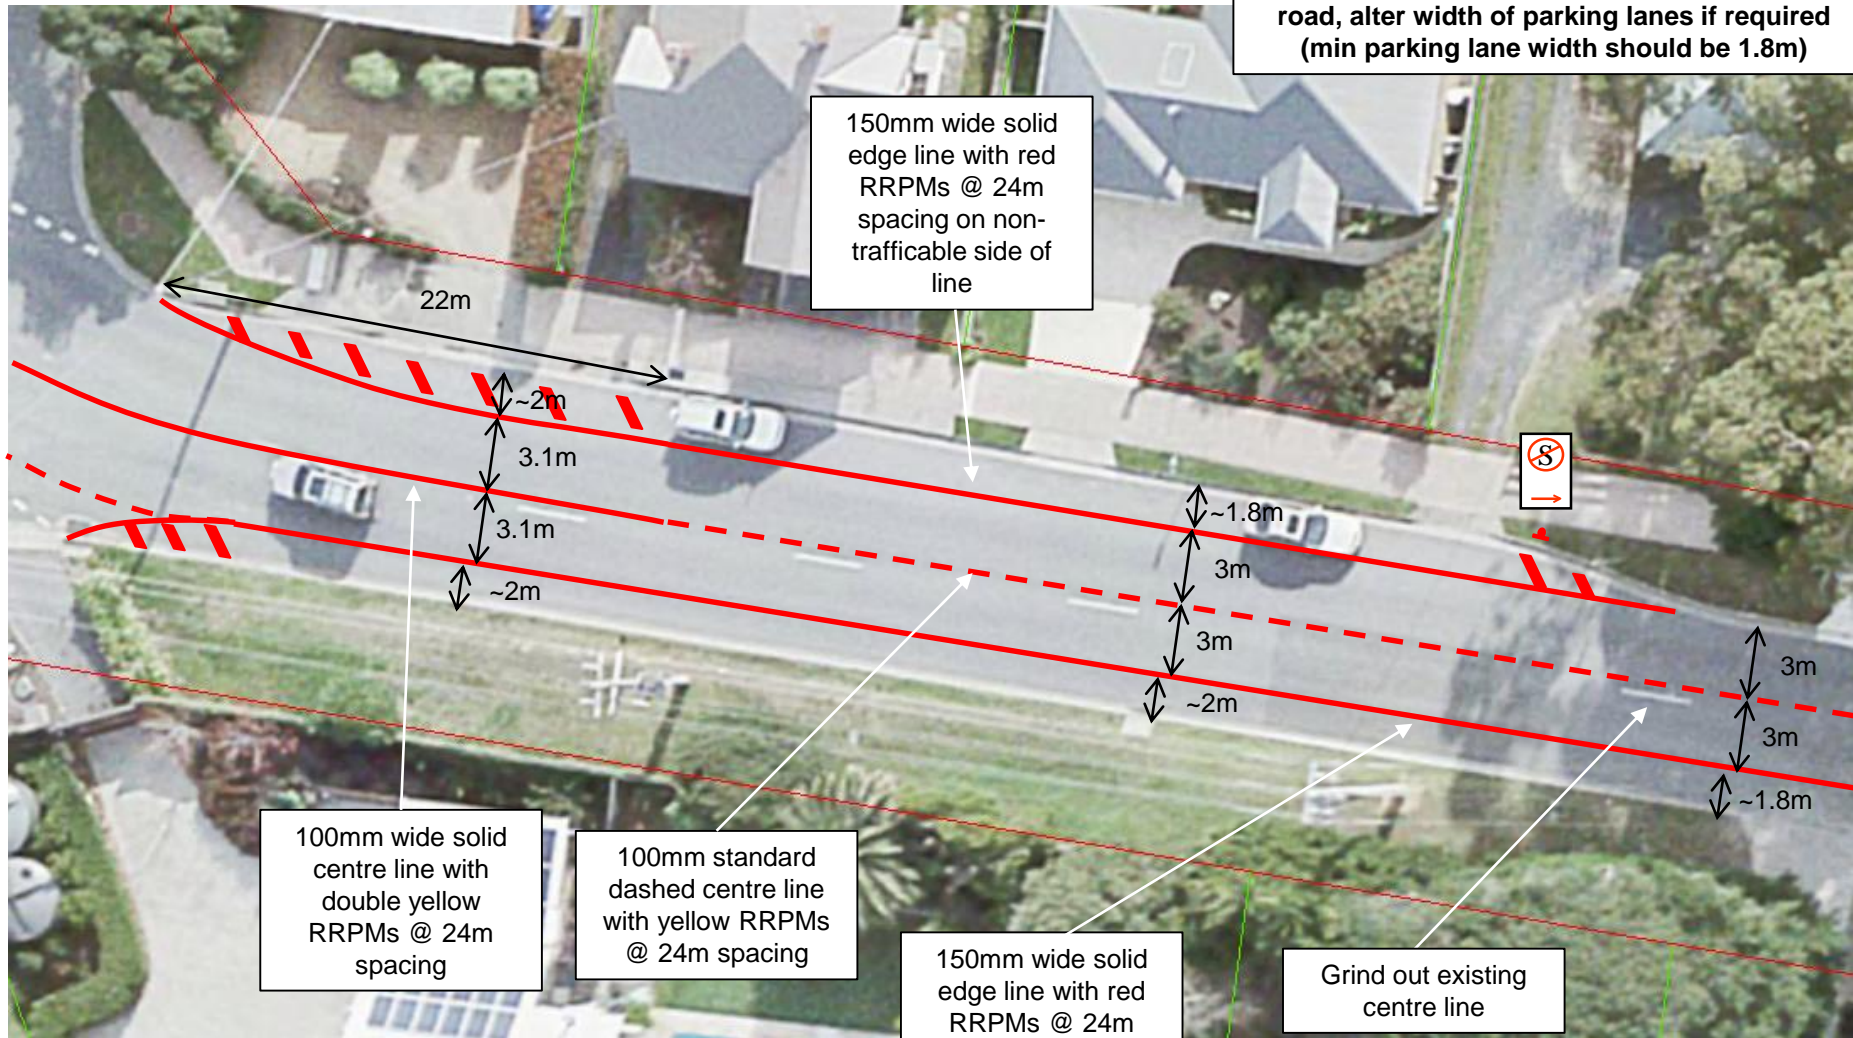 road, alter width of parking lanes if required
(min parking lane width should be 1.8m)
150mm wide solid
edge line with red
RRPMs @ 24m
spacing on non-
trafficable side of
line
22m
~2m
3.1m
3.1m
~2m
~1.8m
3m
3m
~2m
S
3m
3m
~1.8m
100mm wide solid
centre line with
double yellow
RRPMs @ 24m
spacing
100mm standard
dashed centre line
with yellow RRPMs
@ 24m spacing
150mm wide solid
edge line with red
RRPMs @ 24m
Grind out existing
centre line